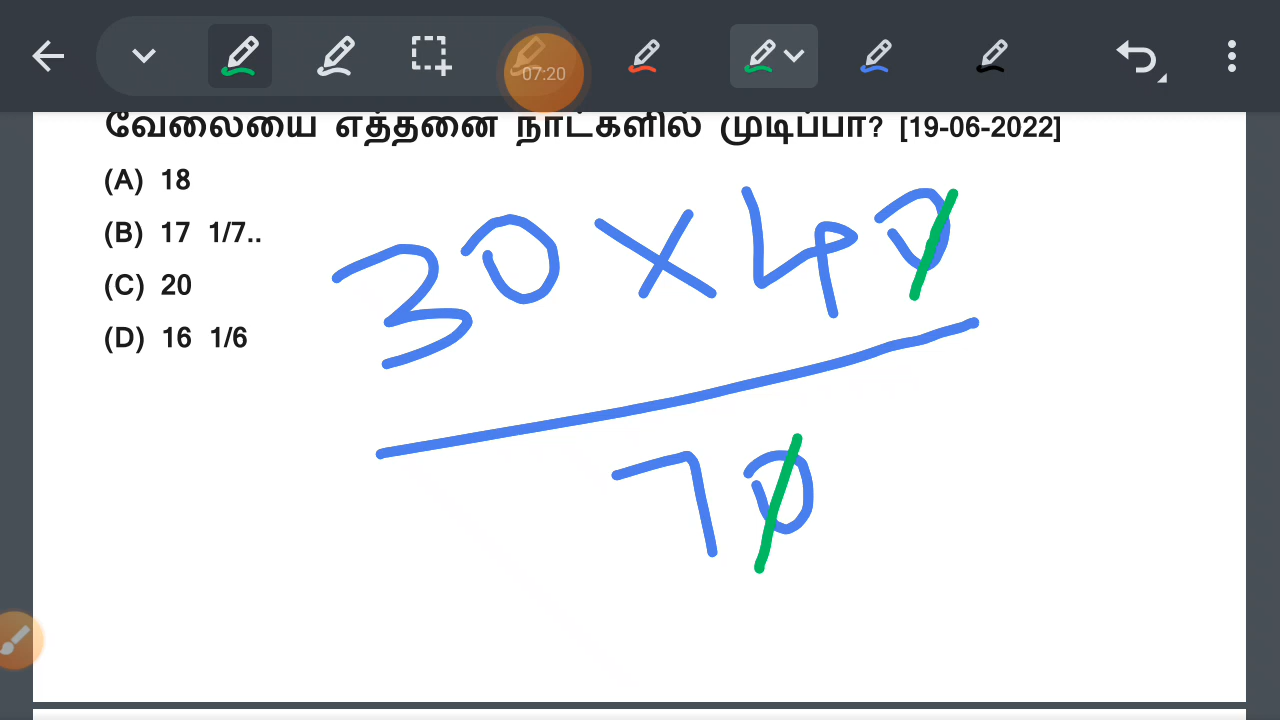 07:20
வேலையை எத்தனை நாட்களில் முடிப்பர்? [19-06-2022]
(A) 18
(B) 17 1/7..
(C) 20
(D) 16 1/6
30 × 40
70